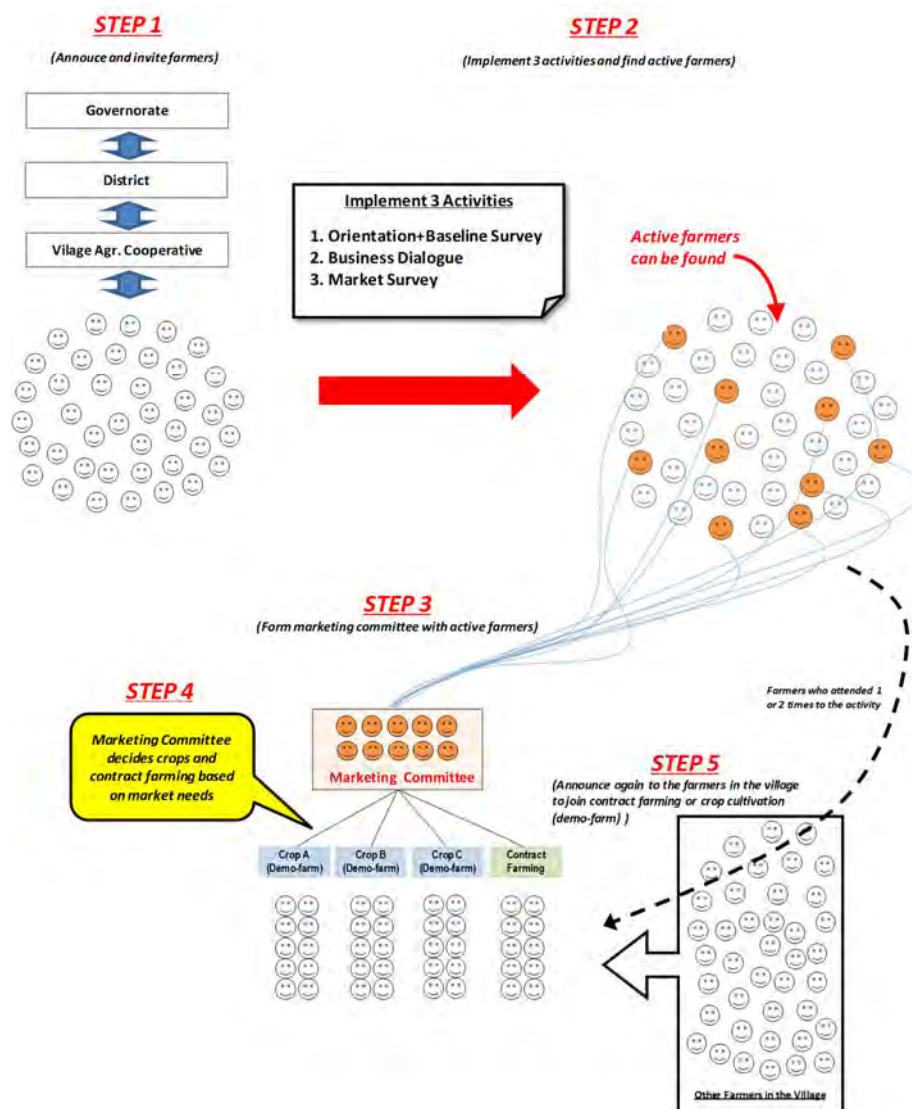 STEP 1
(Annouce and invite farmers)
Governorate
District
Vilage Agr. Cooperative
STEP 2
(Implement 3 activities and find active farmers)
Implement 3 Activities
1. Orientation+Baseline Survey
2. Business Dialogue
3. Market Survey
Active farmers
can be found
STEP 3
(Form marketing committee with active farmers)
Marketing Committee
STEP 4
Marketing Committee
decides crops and
contract farming based
on market needs
Crop A
(Demo-farm)
Crop B
(Demo-farm)
Crop C
(Demo-farm)
Contract
Farming
Farmers who attended 1
or 2 times to the activity
STEP 5
(Announce again to the farmers in the village
to join contract farming or crop cultivation
(demo-farm) )
Other Farmers in the Village